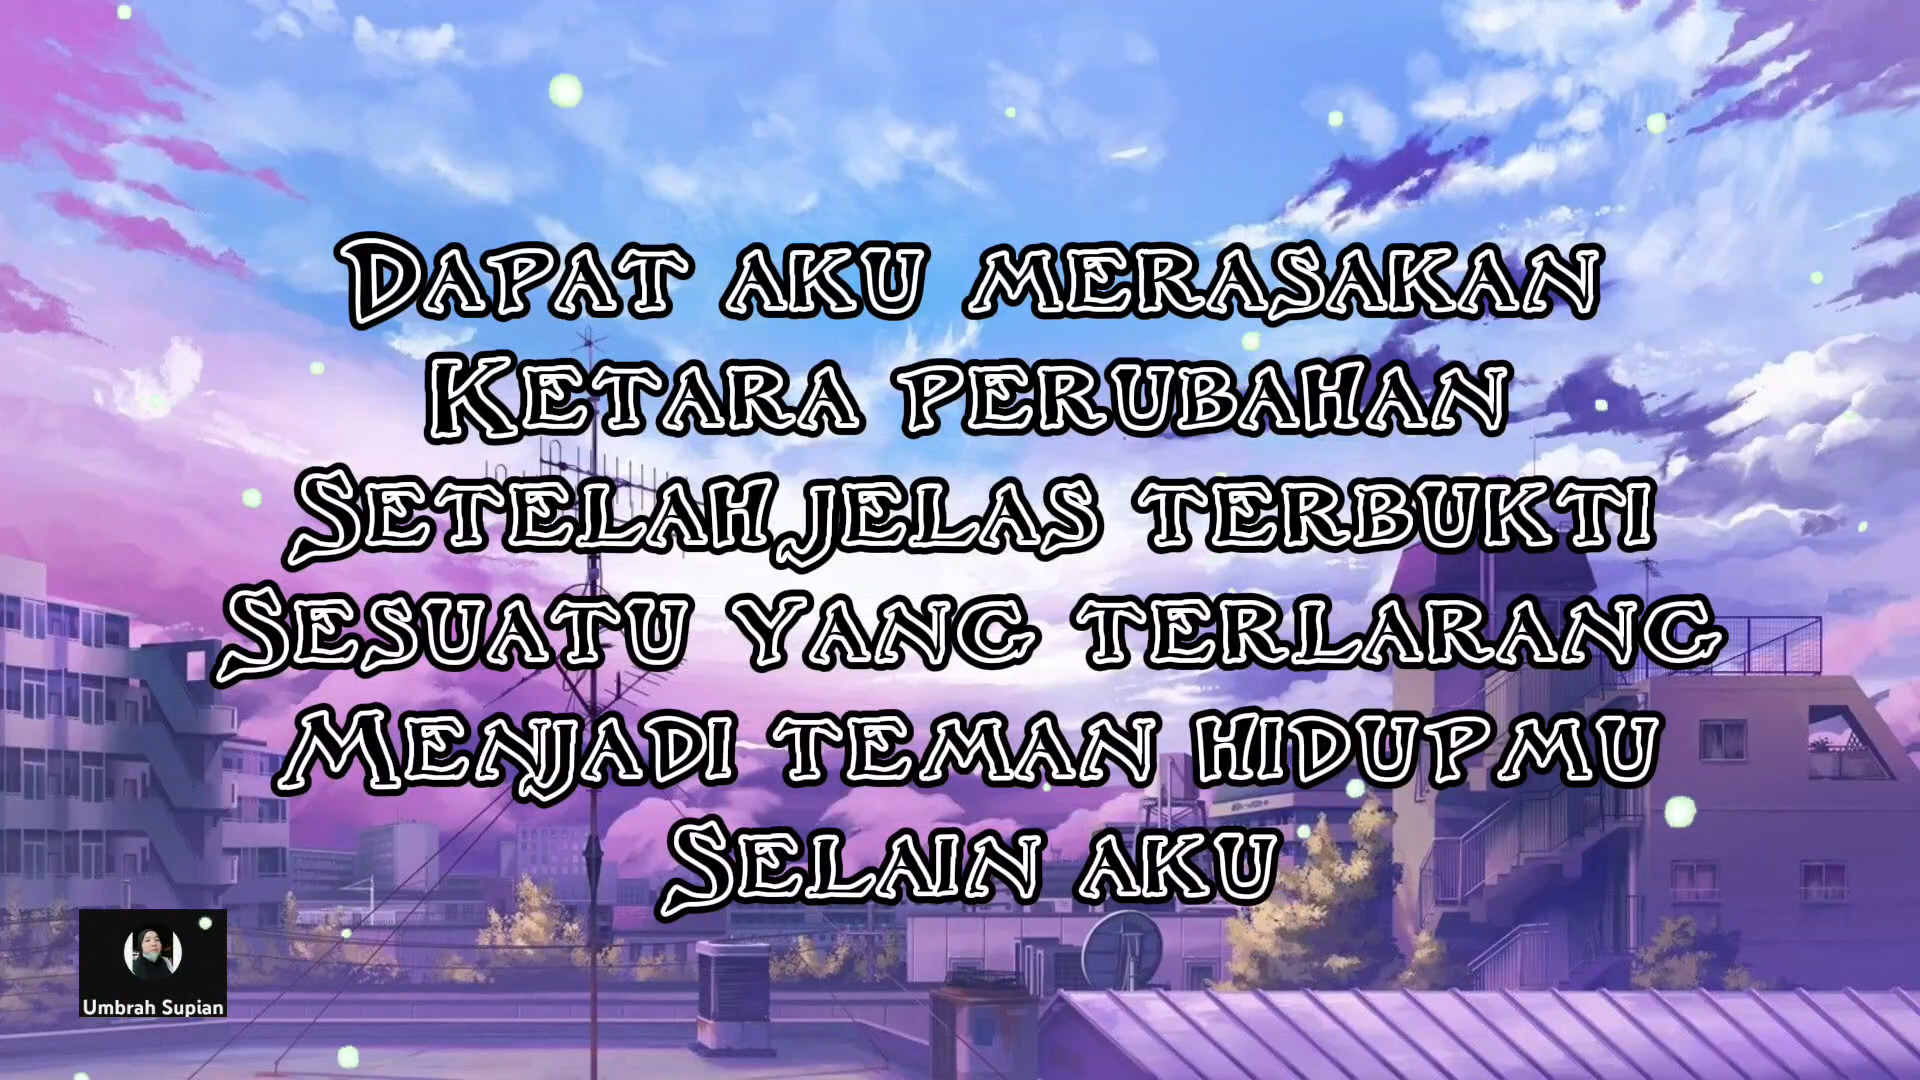 Dapat aku merasakan
Ketara perubahan
Setelah jelas terbukti
Sesuatu yang terlarang
Menjadi teman hidupmu
Selain aku
Umbrah Supian